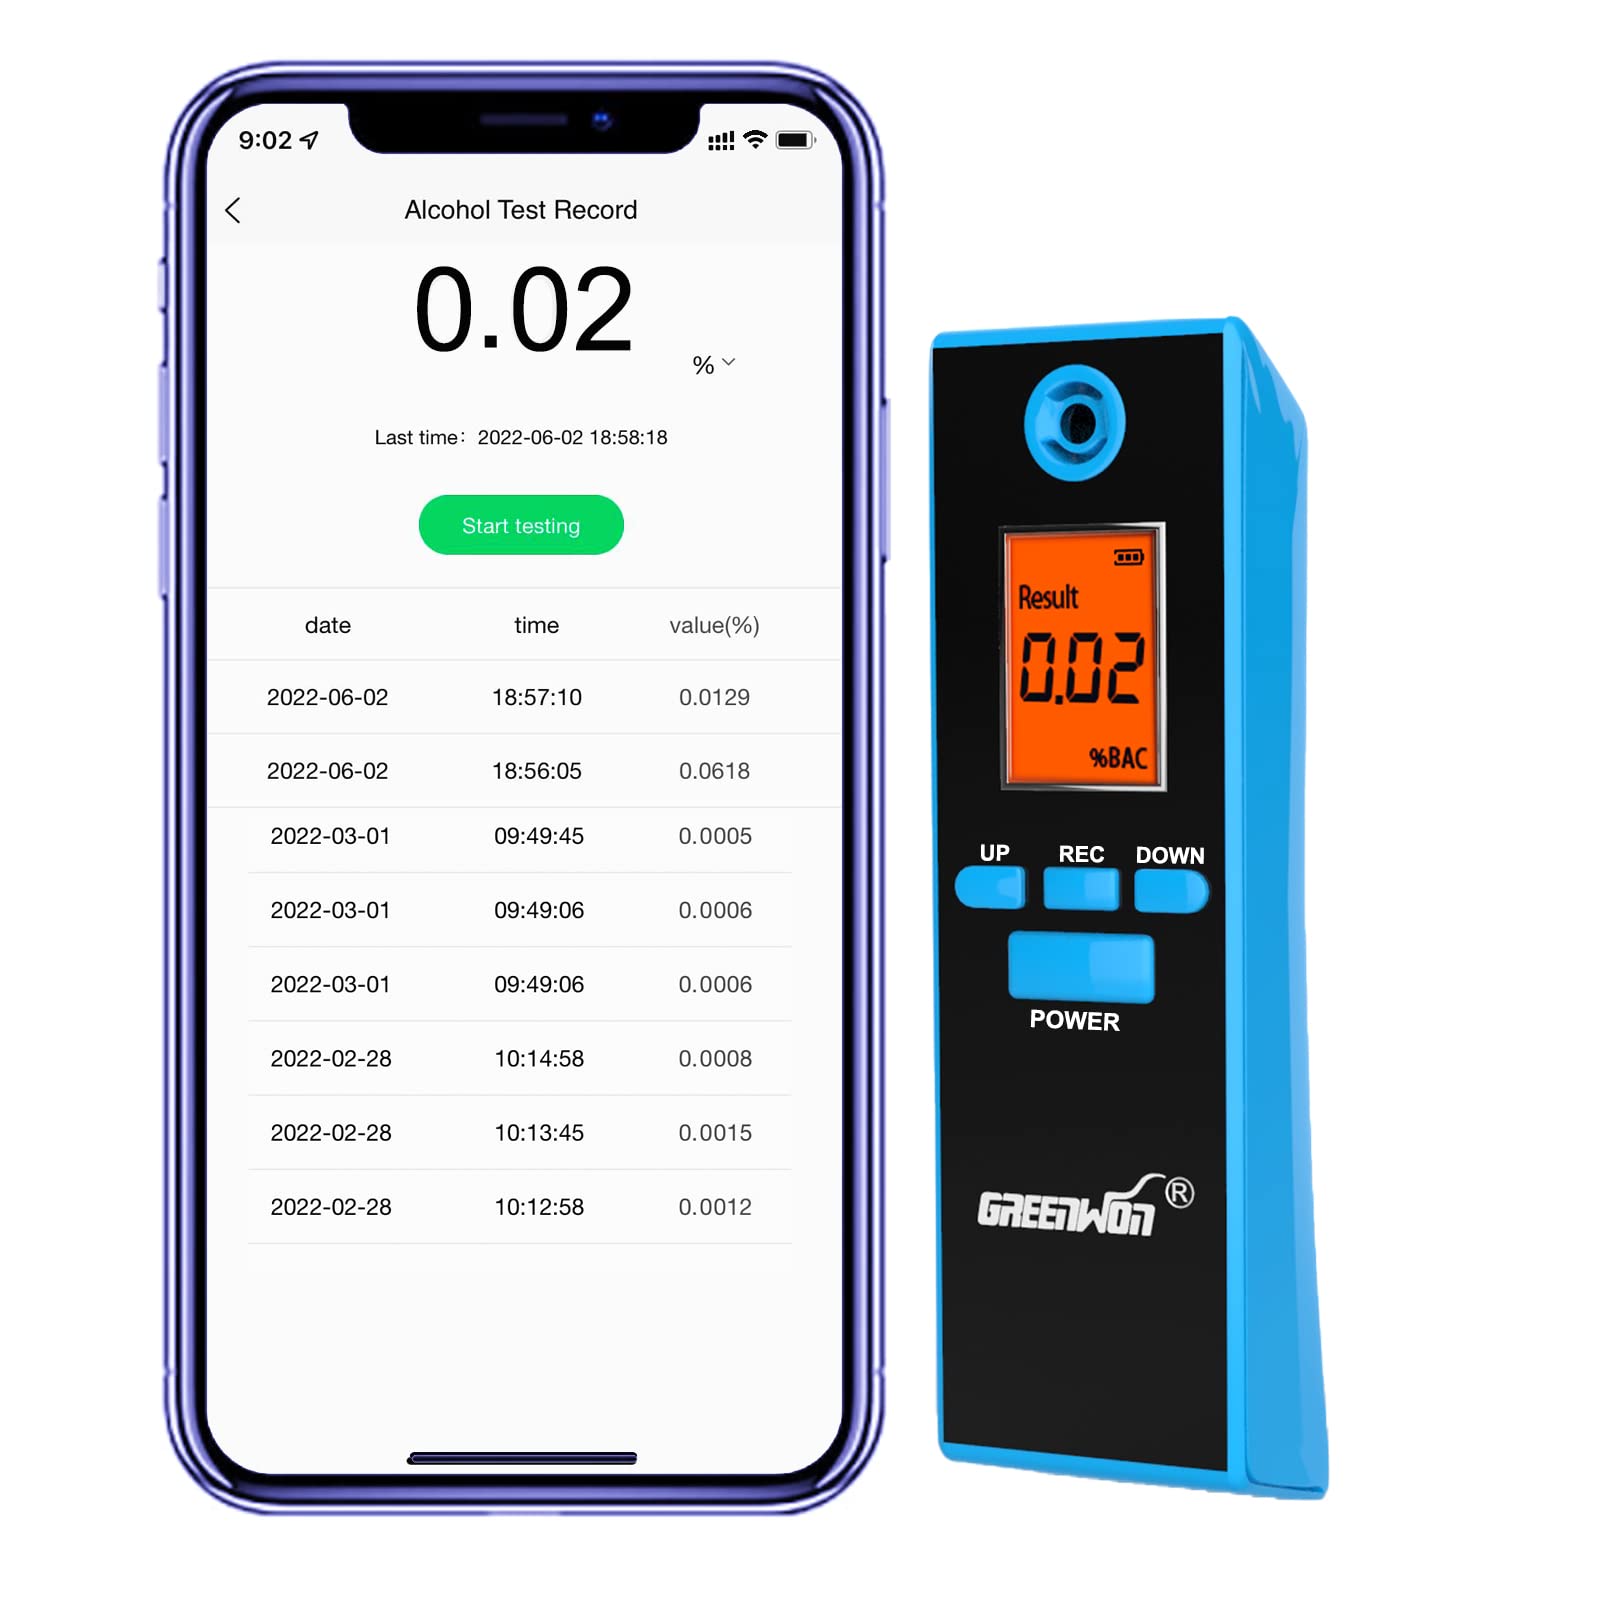 9:02
Alcohol Test Record
0.02
%
Last time： 2022-06-02 18:58:18
Start testing
date time value(%)
2022-06-02 18:57:10 0.0129
2022-06-02 18:56:05 0.0618
2022-03-01 09:49:45 0.0005
2022-03-01 09:49:06 0.0006
2022-03-01 09:49:06 0.0006
2022-02-28 10:14:58 0.0008
2022-02-28 10:13:45 0.0015
2022-02-28 10:12:58 0.0012
Result
0.02
%BAC
UP REC DOWN
POWER
GREENWON®